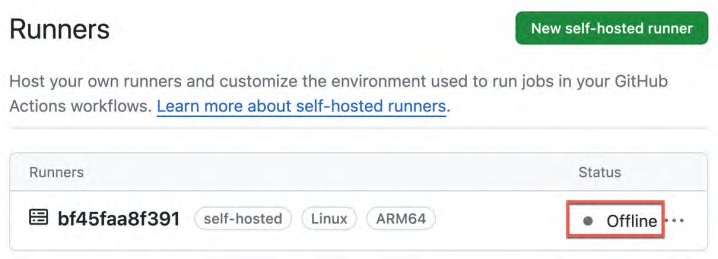 Runners
New self-hosted runner
Host your own runners and customize the environment used to run jobs in your GitHub
Actions workflows. Learn more about self-hosted runners.
Runners Status
bf45faa8f391 self-hosted Linux ARM64 Offline